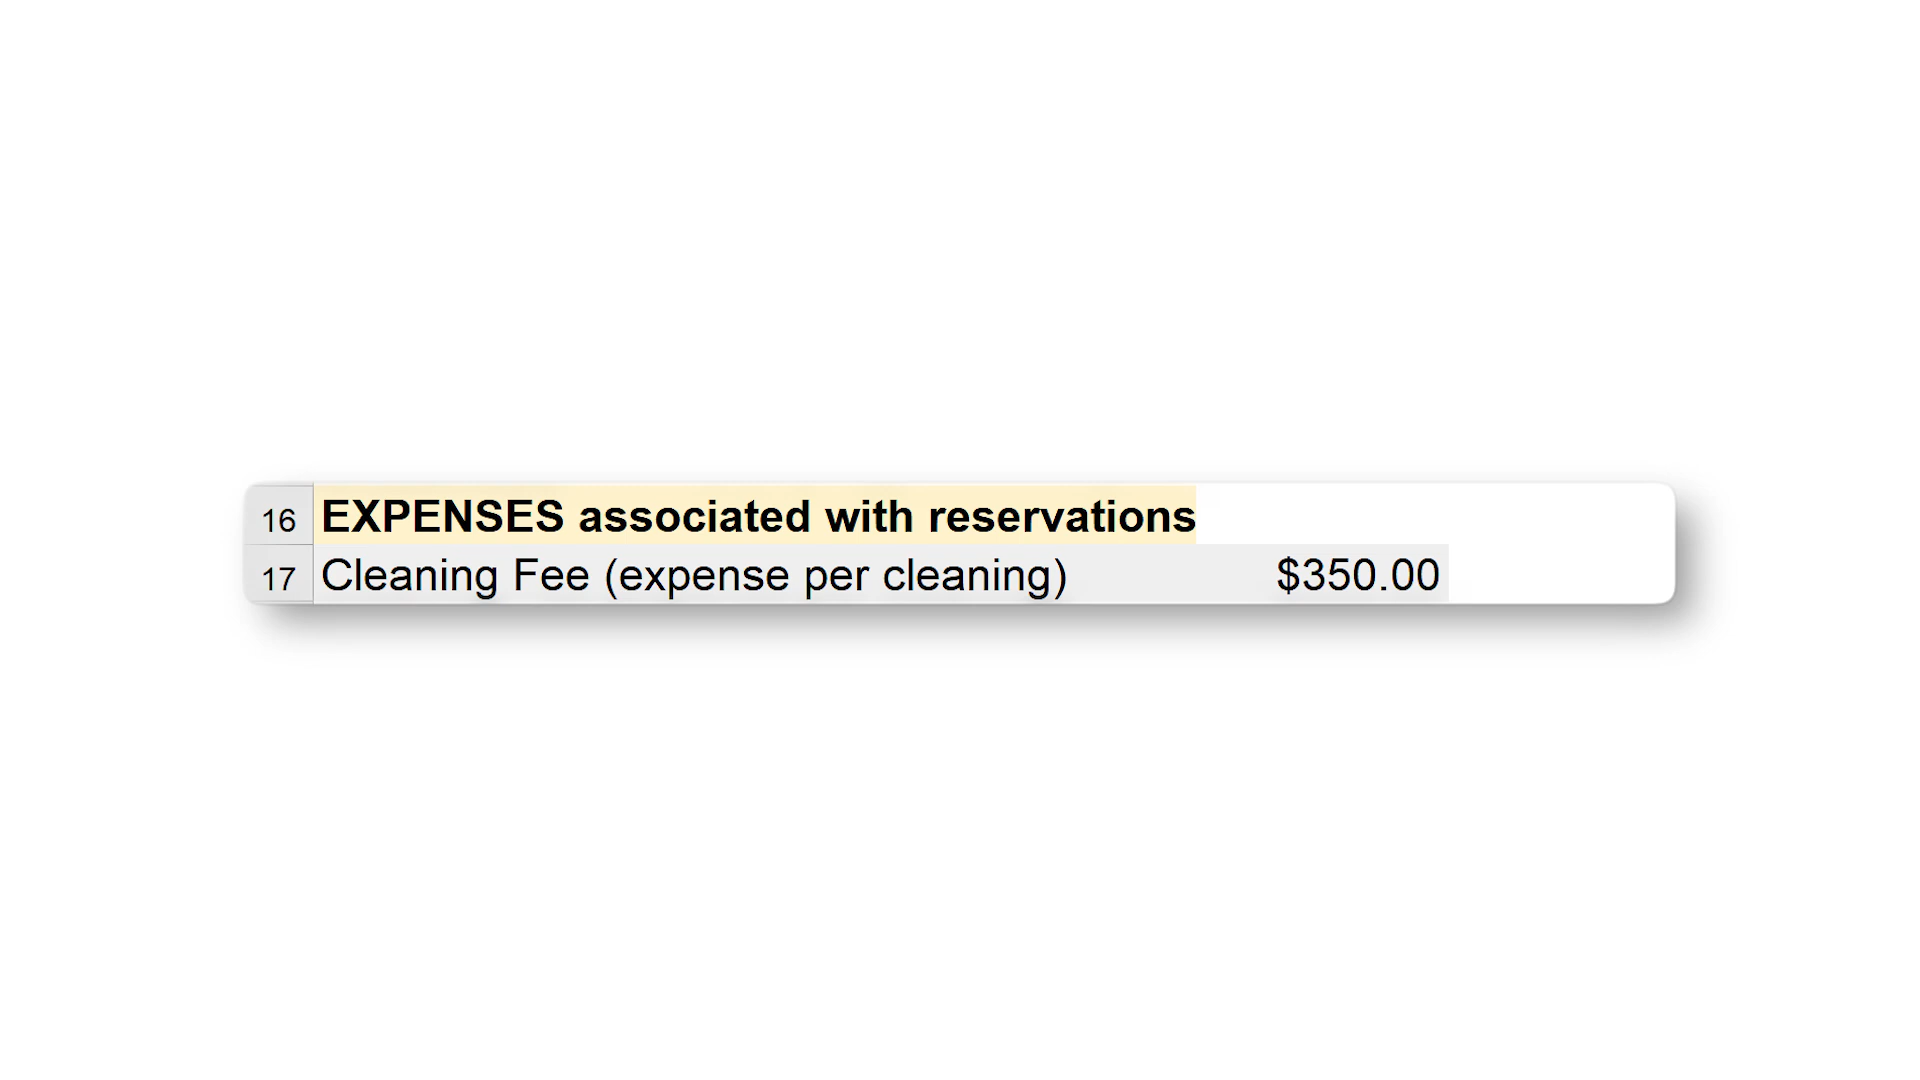 16 EXPENSES associated with reservations
17 Cleaning Fee (expense per cleaning) $350.00